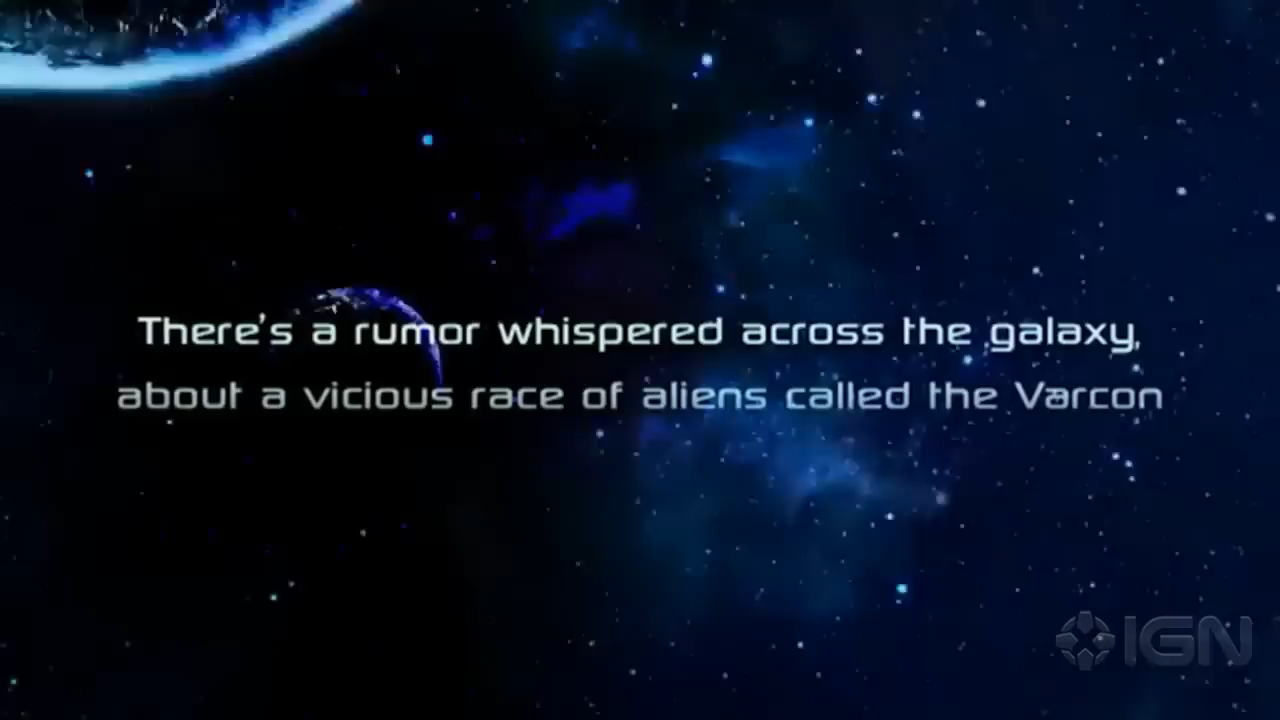 There's a rumor whispered across the galaxy,
about a vicious race of aliens called the Varcon
IGN